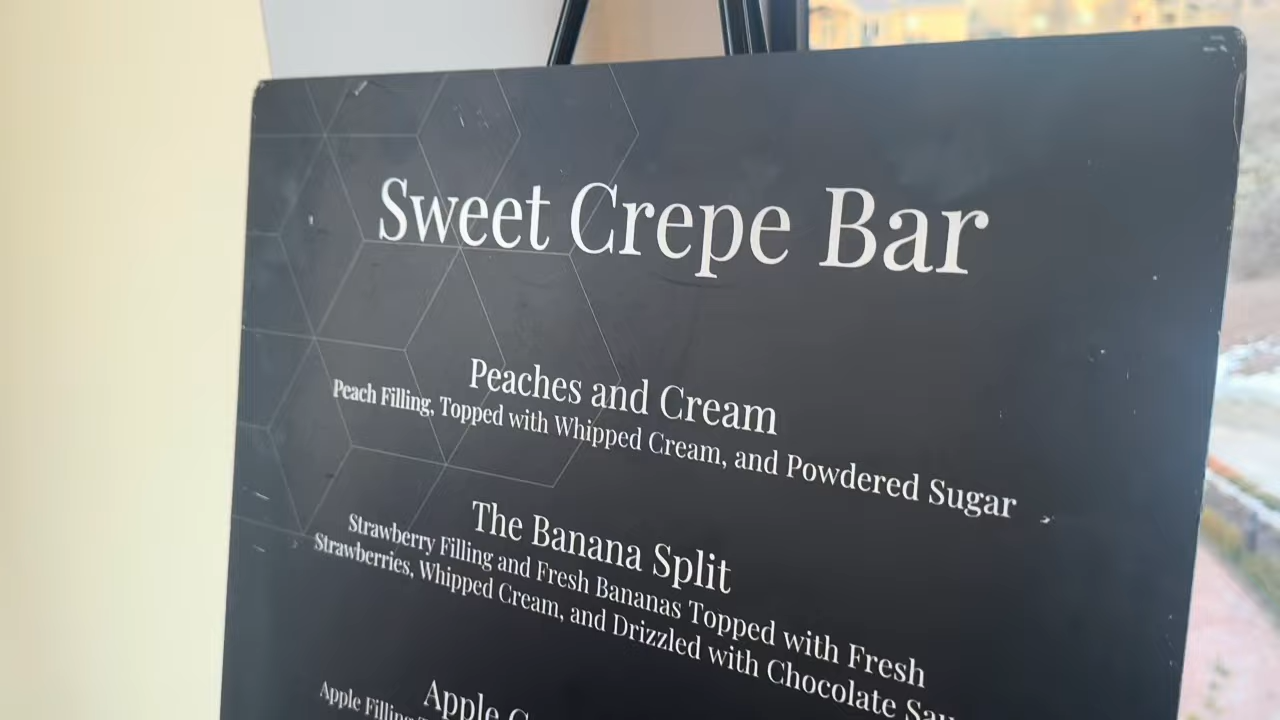 Sweet Crepe Bar
Peaches and Cream
Peach Filling, Topped with Whipped Cream, and Powdered Sugar
The Banana Split
Strawberry Filling and Fresh Bananas Topped with Fresh
Strawberries, Whipped Cream, and Drizzled with Chocolate
Apple
Apple Filling